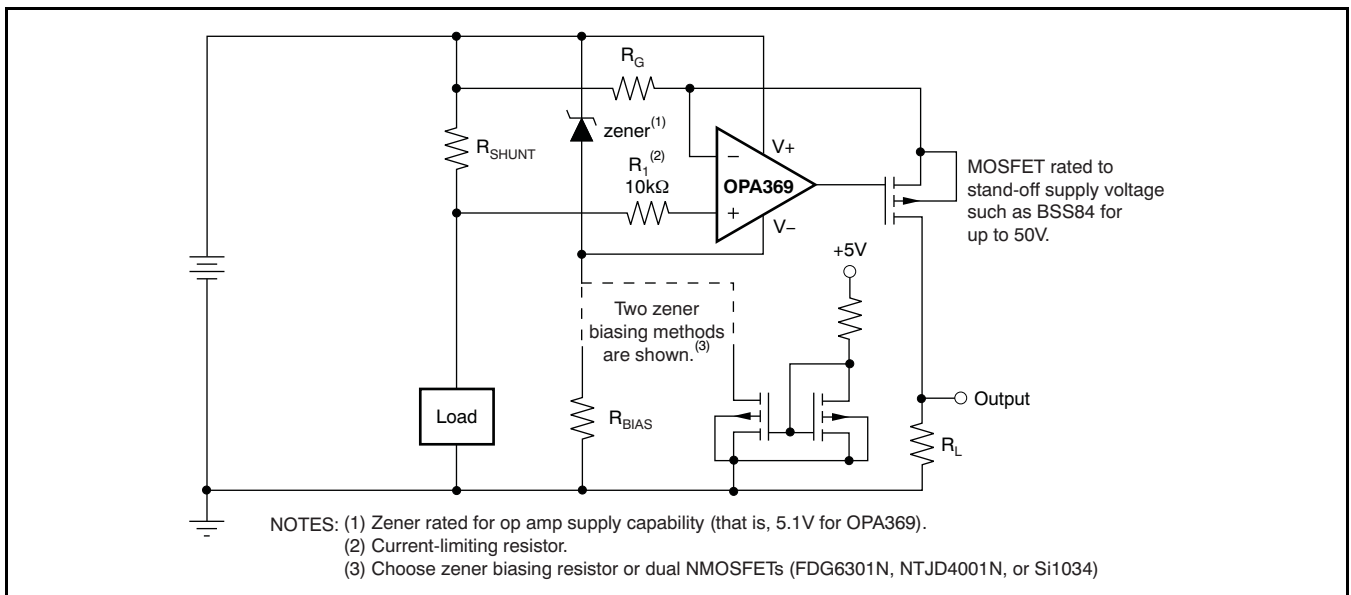 R_G
zener(1)
R_SHUNT
V+
−
R_1(2)
10kΩ
OPA369
+
V−
MOSFET rated to
stand-off supply voltage
such as BSS84 for
up to 50V.
+5V
Two zener
biasing methods
are shown.(3)
Load
R_BIAS
Output
R_L
NOTES: (1) Zener rated for op amp supply capability (that is, 5.1V for OPA369).
(2) Current-limiting resistor.
(3) Choose zener biasing resistor or dual NMOSFETs (FDG6301N, NTJD4001N, or Si1034)